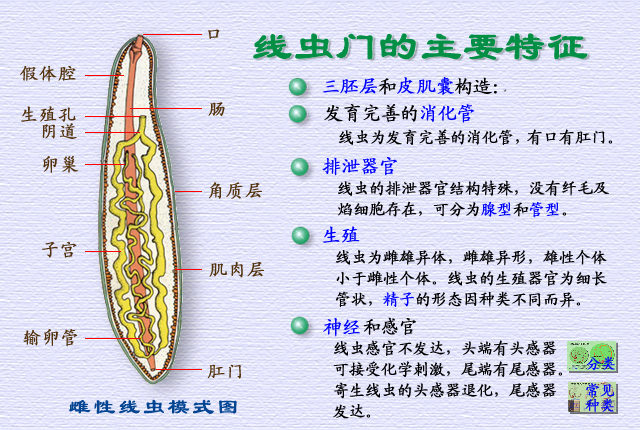 线虫门的主要特征
口
假体腔
生殖孔
阴道
肠
卵巢
角质层
子宫
肌肉层
输卵管
肛门
雌性线虫模式图
三胚层和皮肌囊构造：
发育完善的消化管
线虫为发育完善的消化管，有口有肛门。
排泄器官
线虫的排泄器官结构特殊，没有纤毛及
焰细胞存在，可分为腺型和管型。
生殖
线虫为雌雄异体，雌雄异形，雄性个体
小于雌性个体。线虫的生殖器官为细长
管状，精子的形态因种类不同而异。
神经和感官
线虫感官不发达，头端有头感器
可接受化学刺激，尾端有尾感器。
寄生线虫的头感器退化，尾感器
发达。
分类
常见
种类